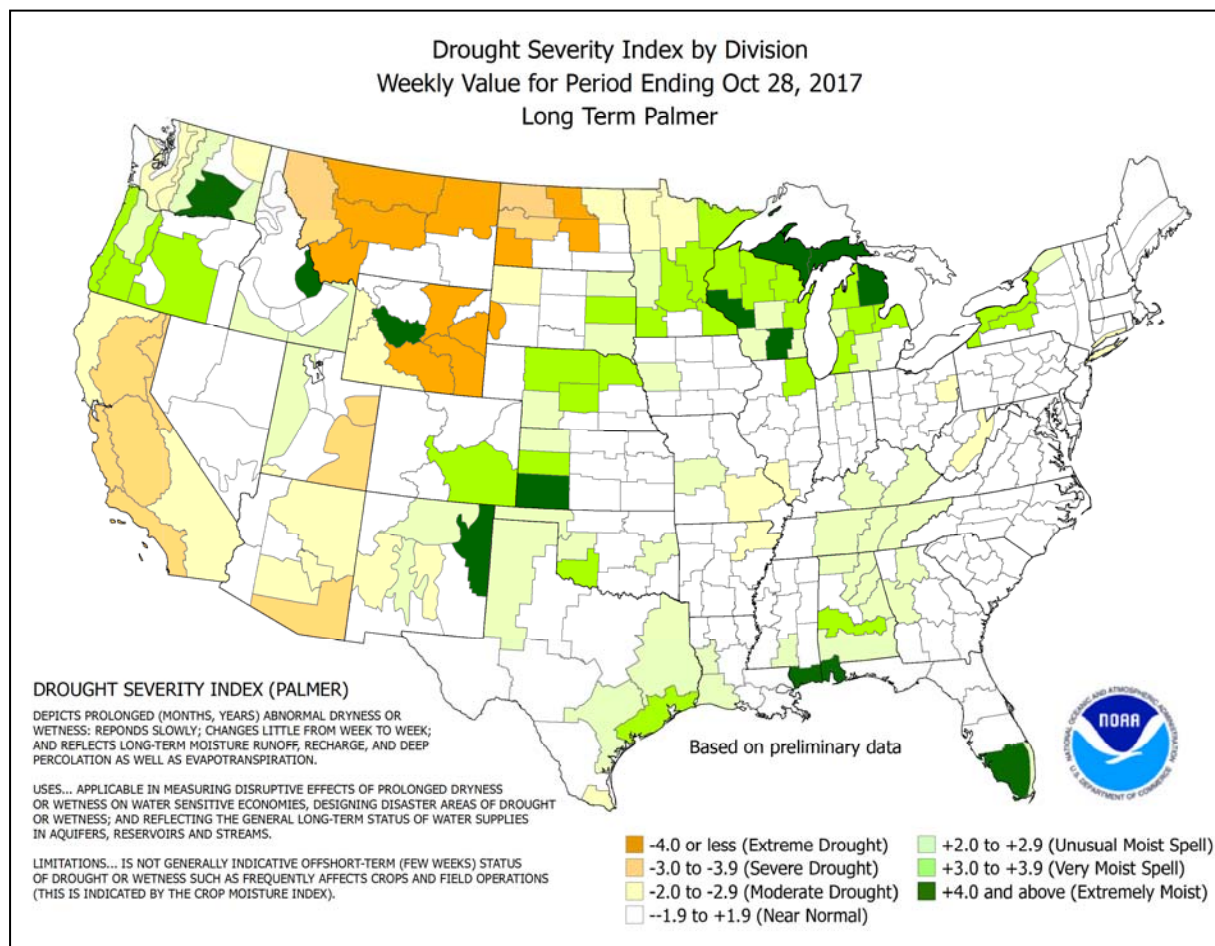 Drought Severity Index by Division
Weekly Value for Period Ending Oct 28, 2017
Long Term Palmer
DROUGHT SEVERITY INDEX (PALMER)
DEPICTS PROLONGED (MONTHS, YEARS) ABNORMAL DRYNESS OR
WETNESS: REPONDS SLOWLY; CHANGES LITTLE FROM WEEK TO WEEK;
AND REFLECTS LONG-TERM MOISTURE RUNOFF, RECHARGE, AND DEEP
PERCOLATION AS WELL AS EVAPOTRANSPIRATION.
USES... APPLICABLE IN MEASURING DISRUPTIVE EFFECTS OF PROLONGED DRYNESS
OR WETNESS ON WATER SENSITIVE ECONOMIES, DESIGNING DISASTER AREAS OF DROUGHT
OR WETNESS; AND REFLECTING THE GENERAL LONG-TERM STATUS OF WATER SUPPLIES
IN AQUIFERS, RESERVOIRS AND STREAMS.
LIMITATIONS... IS NOT GENERALLY INDICATIVE OFFSHORT-TERM (FEW WEEKS) STATUS
OF DROUGHT OR WETNESS SUCH AS FREQUENTLY AFFECTS CROPS AND FIELD OPERATIONS
(THIS IS INDICATED BY THE CROP MOISTURE INDEX).
Based on preliminary data
NATIONAL OCEANIC AND ATMOSPHERIC ADMINISTRATION
NOAA
U.S. DEPARTMENT OF COMMERCE
-4.0 or less (Extreme Drought)
-3.0 to -3.9 (Severe Drought)
-2.0 to -2.9 (Moderate Drought)
--1.9 to +1.9 (Near Normal)
+2.0 to +2.9 (Unusual Moist Spell)
+3.0 to +3.9 (Very Moist Spell)
+4.0 and above (Extremely Moist)